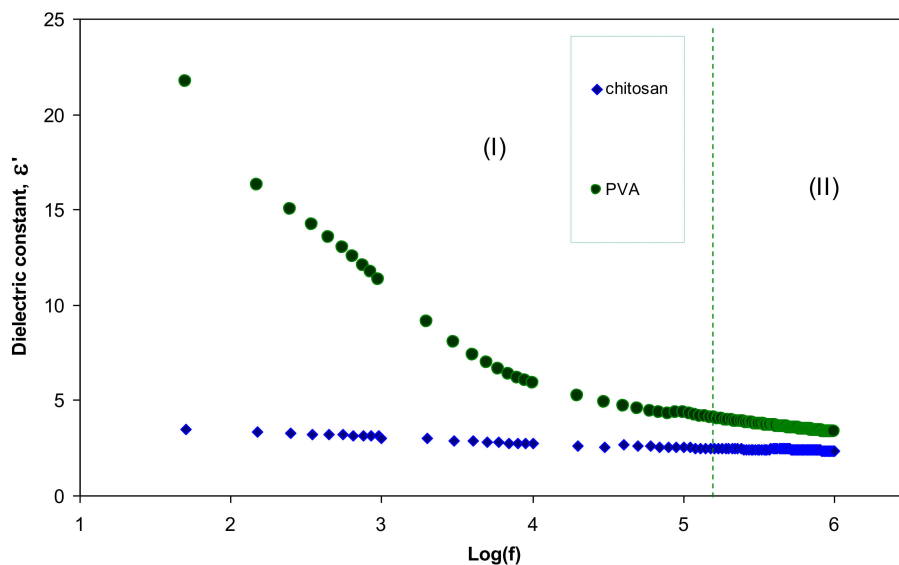 25
20
15
10
5
0
Dielectric constant, ε'
(I)
(II)
chitosan
PVA
1 2 3 4 5 6
Log(f)